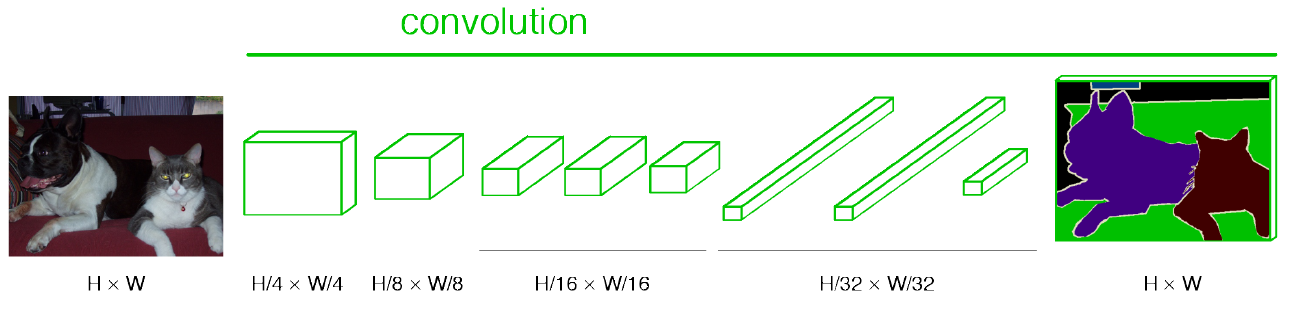 convolution
H × W
H/4 × W/4
H/8 × W/8
H/16 × W/16
H/32 × W/32
H × W